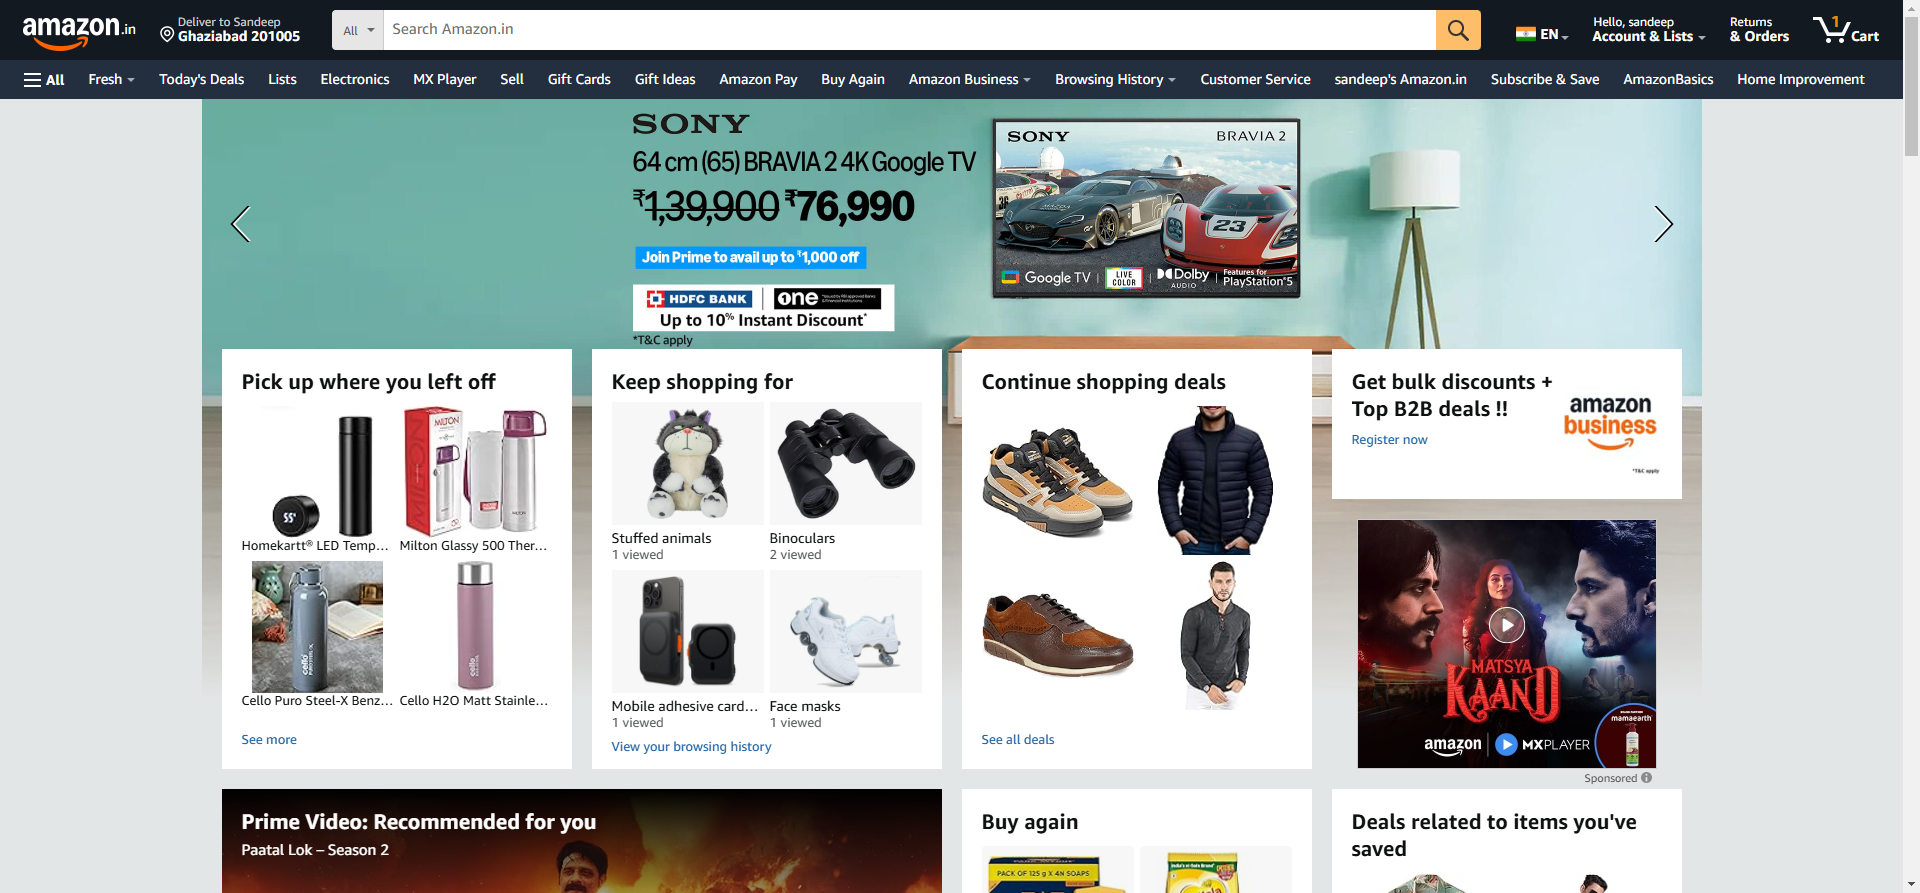 amazon.in
Deliver to Sandeep
Ghaziabad 201005
All
Search Amazon.in
EN
Hello, sandeep
Account & Lists
Returns
& Orders
1
Cart
All
Fresh
Today's Deals
Lists
Electronics
MX Player
Sell
Gift Cards
Gift Ideas
Amazon Pay
Buy Again
Amazon Business
Browsing History
Customer Service
sandeep's Amazon.in
Subscribe & Save
AmazonBasics
Home Improvement
SONY
64 cm (65) BRAVIA 2 4K Google TV
₹1,39,900 ₹76,990
Join Prime to avail up to ₹1,000 off
HDFC BANK
one
Up to 10% Instant Discount*
*T&C apply
SONY
BRAVIA 2
23
Google TV
LIVE
COLOR
Dolby
AUDIO
Features for
PlayStation®5
Pick up where you left off
MILTON
MILTON
55°
Homekartt® LED Temp...
Milton Glassy 500 Ther...
cello
Cello Puro Steel-X Benz...
cello
Cello H2O Matt Stainle...
See more
Keep shopping for
Stuffed animals
1 viewed
Binoculars
2 viewed
Mobile adhesive card...
1 viewed
Face masks
1 viewed
View your browsing history
Continue shopping deals
See all deals
Get bulk discounts +
Top B2B deals !!
Register now
amazon
business
*T&C apply
MATSYA
KAAND
mamaearth
amazon
MXPLAYER
Sponsored
Prime Video: Recommended for you
Paatal Lok – Season 2
Buy again
PACK OF 125 g X 4N SOAPS
Deals related to items you've
saved